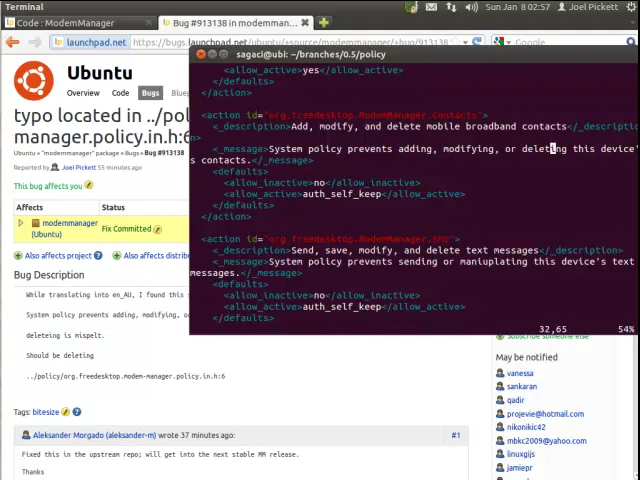 Terminal
Sun Jan 8 02:57
Joel Pickett
Code : ModemManager
Bug #913138 in modemman...
launchpad.net
https://bugs.launchpad.net/ubuntu/+source/modemmanager/+bug/913138
Google
sagaci@ubi: ~/branches/0.5/policy
<allow_active>yes</allow_active>
</defaults>
</action>
<action id="org.freedesktop.ModemManager.Contacts">
<_description>Add, modify, and delete mobile broadband contacts</_descriptio
n>
<_message>System policy prevents adding, modifying, or deleting this device'
s contacts.</_message>
<defaults>
<allow_inactive>no</allow_inactive>
<allow_active>auth_self_keep</allow_active>
</defaults>
</action>
<action id="org.freedesktop.ModemManager.SMS">
<_description>Send, save, modify, and delete text messages</_description>
<_message>System policy prevents sending or maniuplating this device's text
messages.</_message>
<defaults>
<allow_inactive>no</allow_inactive>
<allow_active>auth_self_keep</allow_active>
</defaults>
32,65
54%
Ubuntu
Overview
Code
Bugs
Bluep
typo located in ../po
manager.policy.in.h:6
Ubuntu » "modemmanager" package » Bugs » Bug #913138
Reported by Joel Pickett 55 minutes ago
This bug affects you
Affects
Status
modemmanager
(Ubuntu)
Fix Committed
Also affects project
Also affects distribu
Bug Description
While translating into en_AU, I found this
System policy prevents adding, modifying, o
deleteing is mispelt.
Should be deleting
../policy/org.freedesktop.modem-manager.policy.in.h:6
Tags: bitesize
Aleksander Morgado (aleksander-m) wrote 37 minutes ago:
#1
Fixed this in the upstream repo; will get into the next stable MM release.
Thanks
Subscribe someone else
May be notified
vanessa
sankaran
qadir
projevie@hotmail.com
nikonikic42
mbkc2009@yahoo.com
linuxgijs
jamiepr